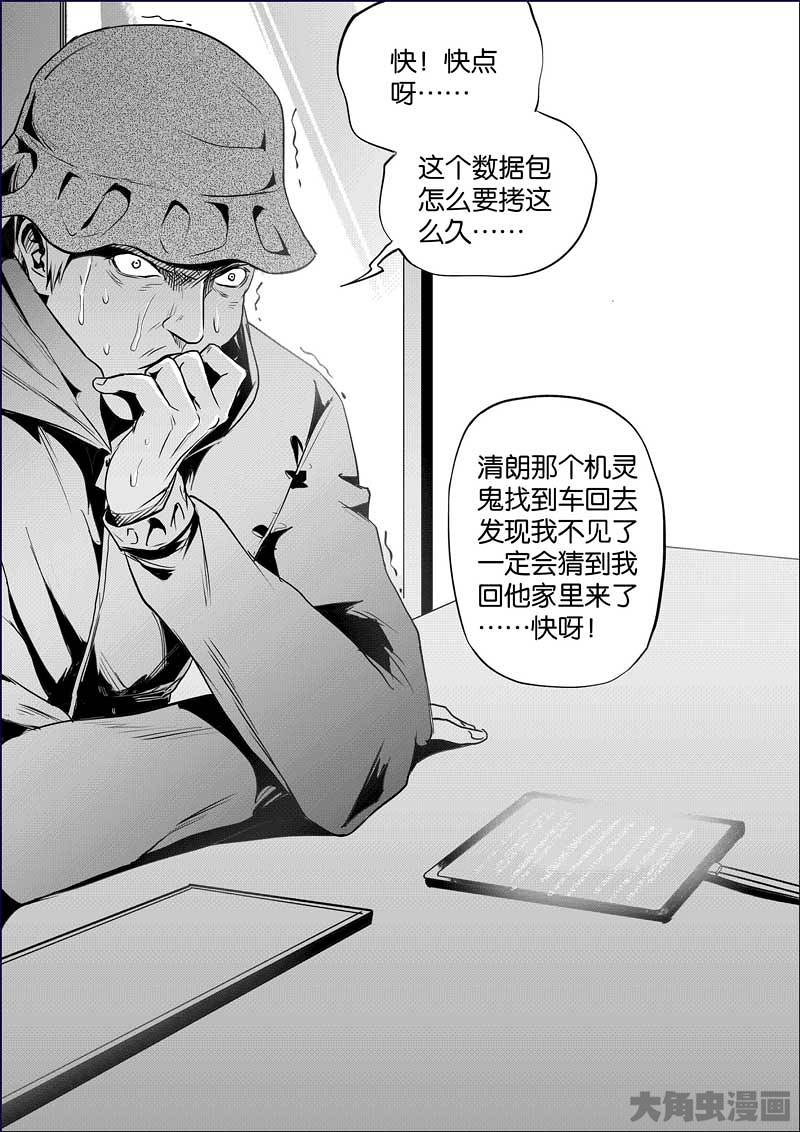 快！快点
呀……
这个数据包
怎么要拷这
么久……
清朗那个机灵
鬼找到车回去
发现我不见了
一定会猜到我
回他家里来了
……快呀！
大角虫漫画